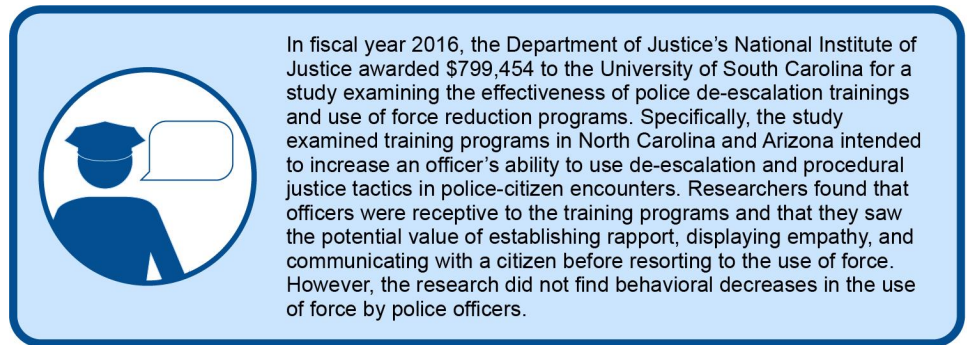 In fiscal year 2016, the Department of Justice's National Institute of
Justice awarded $799,454 to the University of South Carolina for a
study examining the effectiveness of police de-escalation trainings
and use of force reduction programs. Specifically, the study
examined training programs in North Carolina and Arizona intended
to increase an officer's ability to use de-escalation and procedural
justice tactics in police-citizen encounters. Researchers found that
officers were receptive to the training programs and that they saw
the potential value of establishing rapport, displaying empathy, and
communicating with a citizen before resorting to the use of force.
However, the research did not find behavioral decreases in the use
of force by police officers.